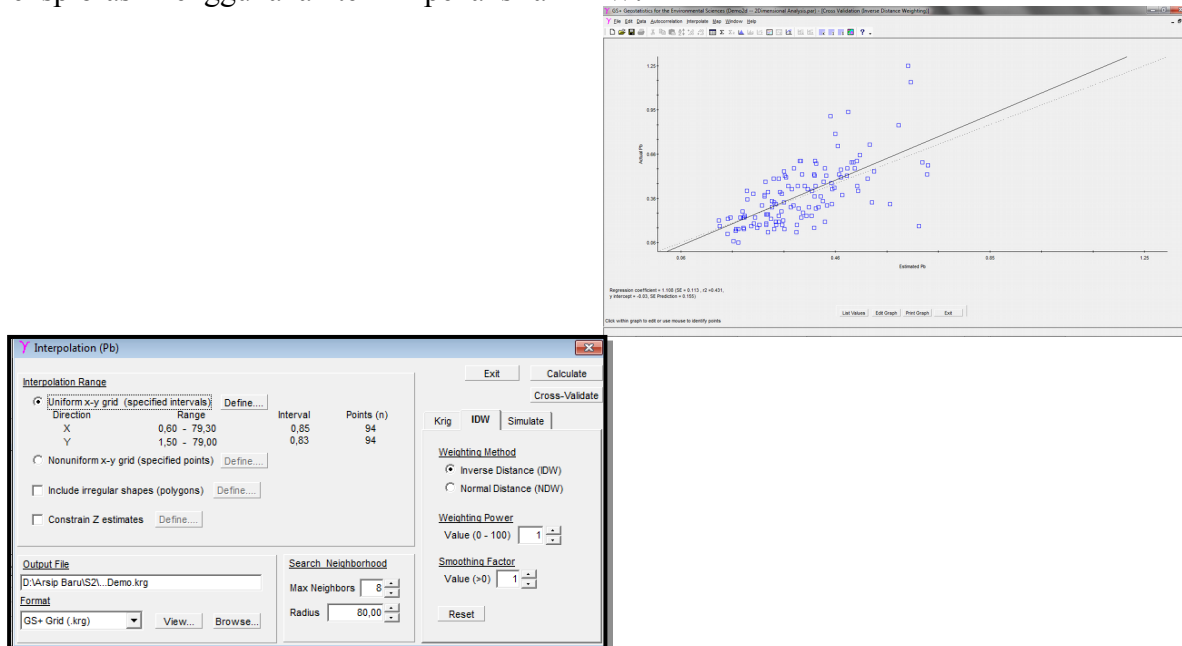 GS+ Geostatistics for the Environmental Sciences [Demo2d -- 2Dimensional Analysis.par] - [Cross Validation (Inverse Distance Weighting)]
File Edit Data Autocorrelation Interpolate Map Window Help
1.25
0.95
0.66
0.36
0.06
Actual Pb
0.00 0.45 0.85 1.25
Estimated Pb
Regression coefficient = 1.108 (SE = 0.113 , r2 =0.431,
y intercept = -0.03, SE Prediction = 0.155)
List Values Edit Graph Print Graph Exit
Click within graph to edit or use mouse to identify points
Interpolation (Pb)
Exit Calculate
Cross-Validate
Interpolation Range
Uniform x-y grid (specified intervals) Define....
Direction Range Interval Points (n)
X 0,60 - 79,30 0,85 94
Y 1,50 - 79,00 0,83 94
Nonuniform x-y grid (specified points) Define....
Include irregular shapes (polygons) Define....
Constrain Z estimates Define....
Krig IDW Simulate
Weighting Method
Inverse Distance (IDW)
Normal Distance (NDW)
Weighting Power
Value (0 - 100) 1
Smoothing Factor
Value (>0) 1
Reset
Output File
D:\Arsip Baru\S2\...Demo.krg
Format
GS+ Grid (.krg) View... Browse...
Search Neighborhood
Max Neighbors 8
Radius 80,00